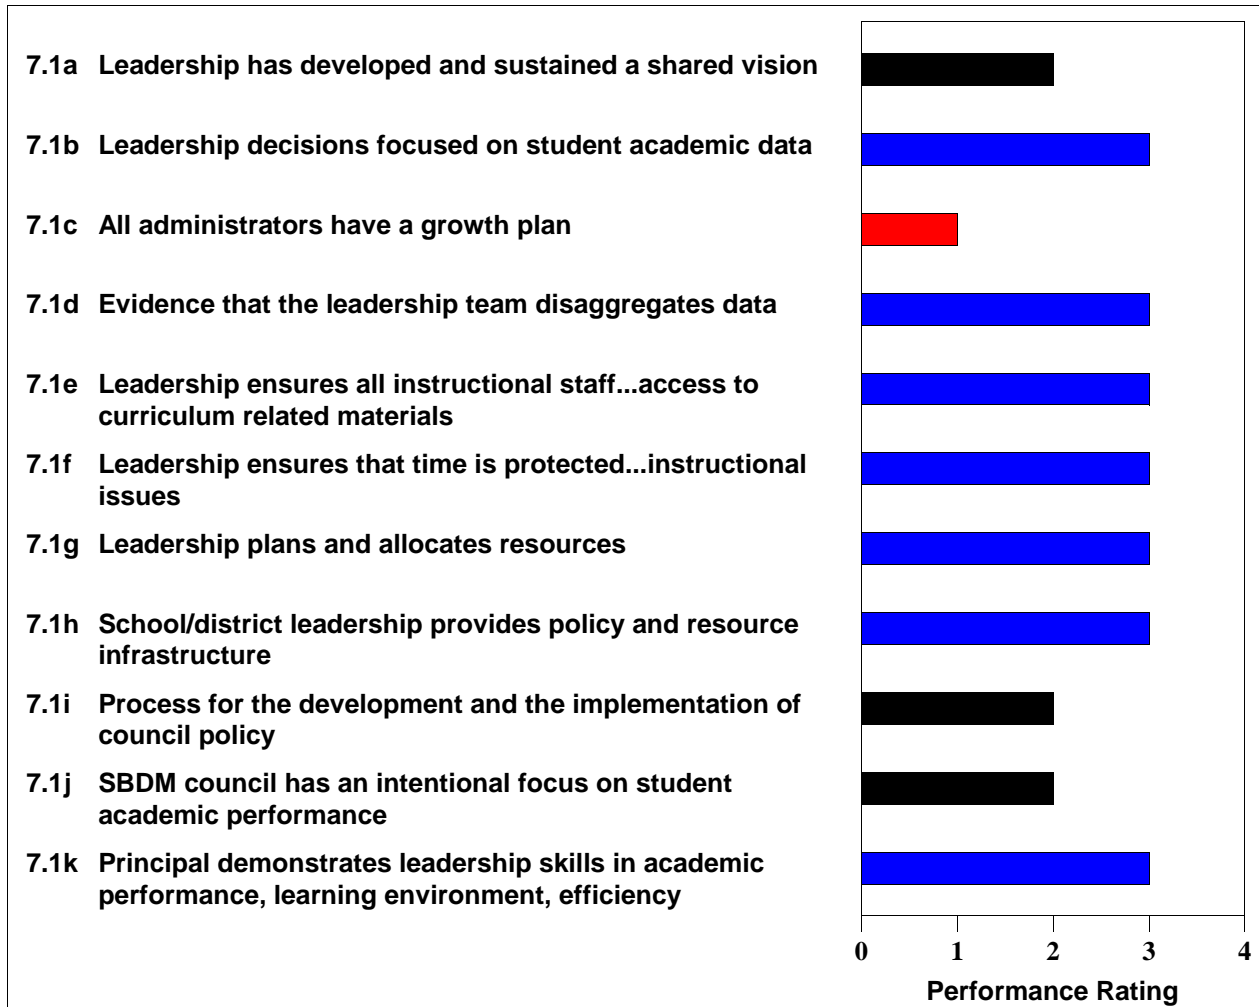 7.1a Leadership has developed and sustained a shared vision
7.1b Leadership decisions focused on student academic data
7.1c All administrators have a growth plan
7.1d Evidence that the leadership team disaggregates data
7.1e Leadership ensures all instructional staff...access to
curriculum related materials
7.1f Leadership ensures that time is protected...instructional
issues
7.1g Leadership plans and allocates resources
7.1h School/district leadership provides policy and resource
infrastructure
7.1i Process for the development and the implementation of
council policy
7.1j SBDM council has an intentional focus on student
academic performance
7.1k Principal demonstrates leadership skills in academic
performance, learning environment, efficiency
0 1 2 3 4
Performance Rating